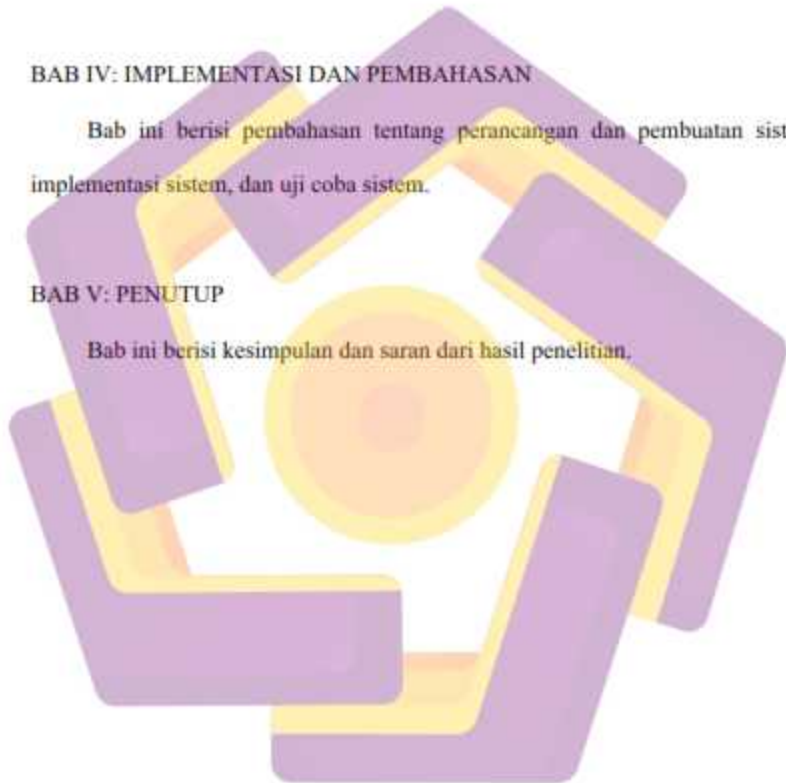 BAB IV: IMPLEMENTASI DAN PEMBAHASAN
Bab ini berisi pembahasan tentang perancangan dan pembuatan sist
implementasi sistem, dan uji coba sistem.
BAB V: PENUTUP
Bab ini berisi kesimpulan dan saran dari hasil penelitian.